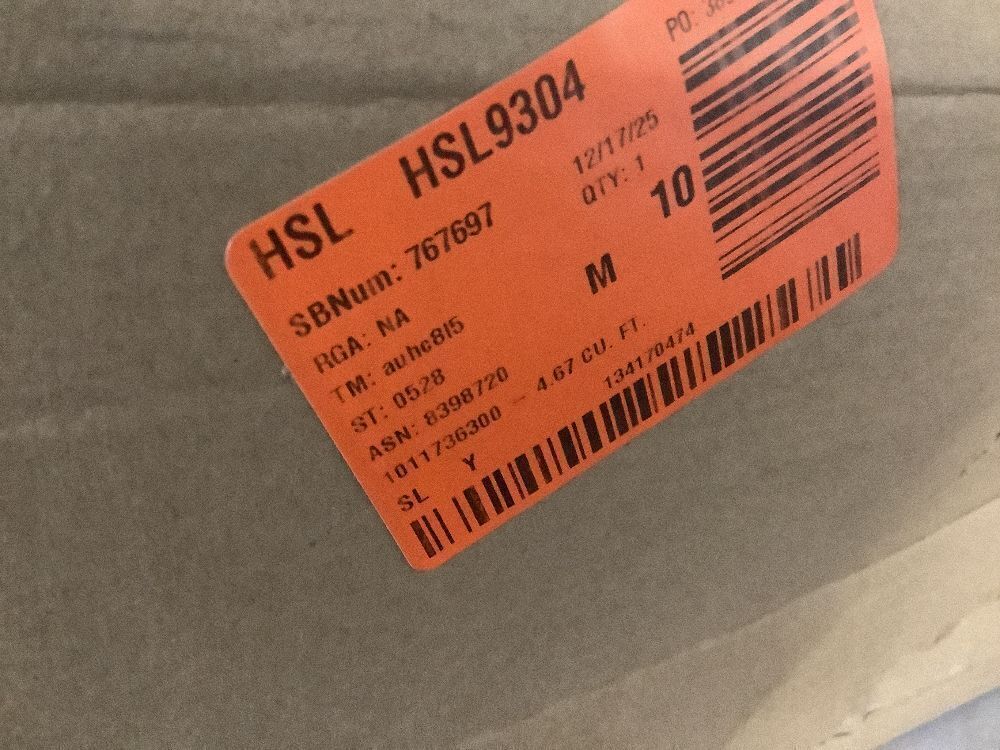 HSL HSL9304
PO:
SBNum: 767697
12/17/25
QTY: 1
10
RGA: NA
M
TM:
ST: 0528
ASN: 8398720
1011736300 - 4.67 CU. FT.
134170474
SL Y